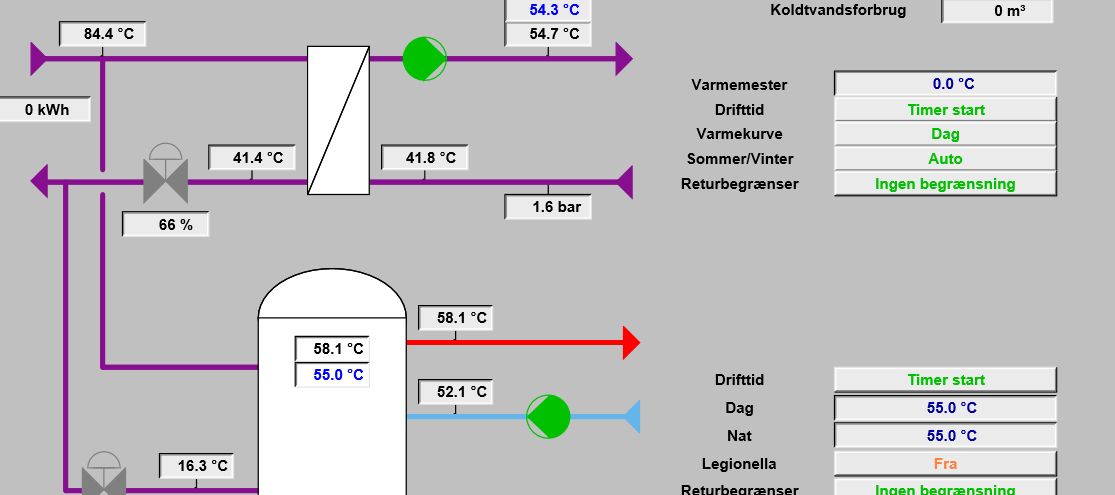 54.3 °C
Koldtvandsforbrug 0 m³
84.4 °C
54.7 °C
Varmemester 0.0 °C
0 kWh
Drifttid Timer start
Varmekurve Dag
41.4 °C
41.8 °C
Sommer/Vinter Auto
Returbegrænser Ingen begrænsning
1.6 bar
66 %
58.1 °C
58.1 °C
55.0 °C
Drifttid Timer start
52.1 °C
Dag 55.0 °C
Nat 55.0 °C
16.3 °C
Legionella Fra
Returbegrænser Ingen begrænsning